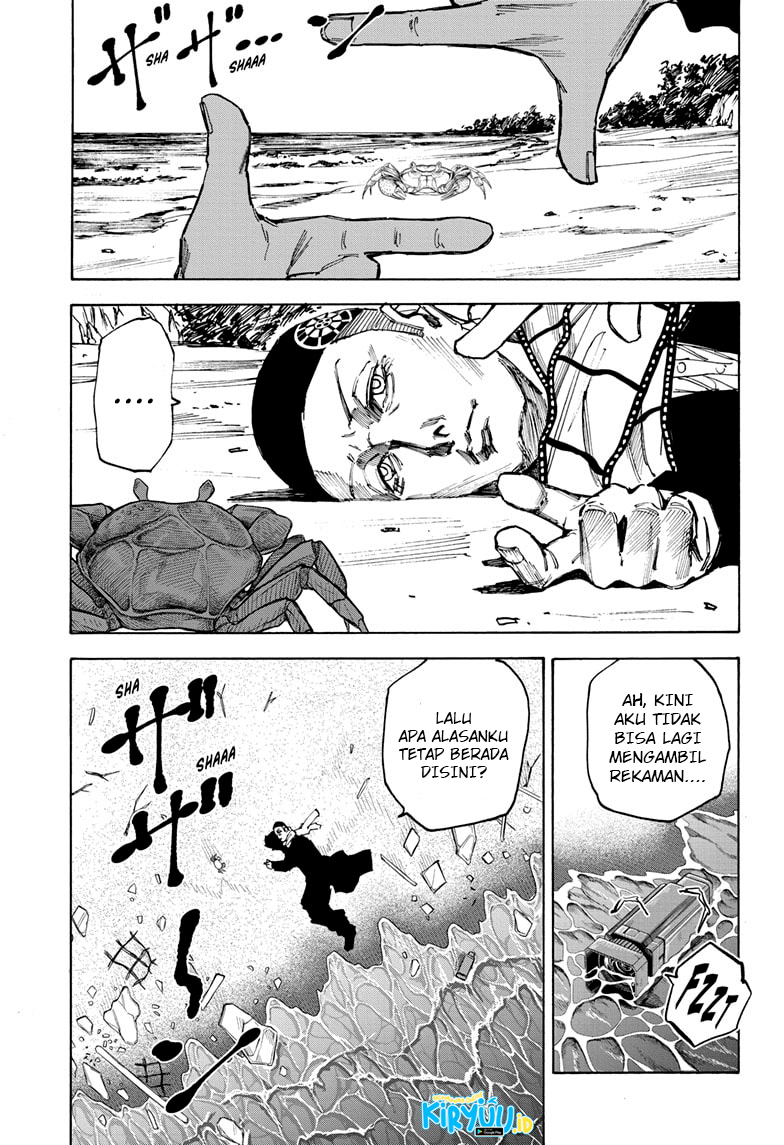 ザ"
SHA
ザ"…
SHAAA
....
AH, KINI
AKU TIDAK
BISA LAGI
MENGAMBIL
REKAMAN....
FZZT
LALU
APA ALASANKU
TETAP BERADA
DISINI?
SHA
ザ
SHAAA
ザ
KIRYUU.ID